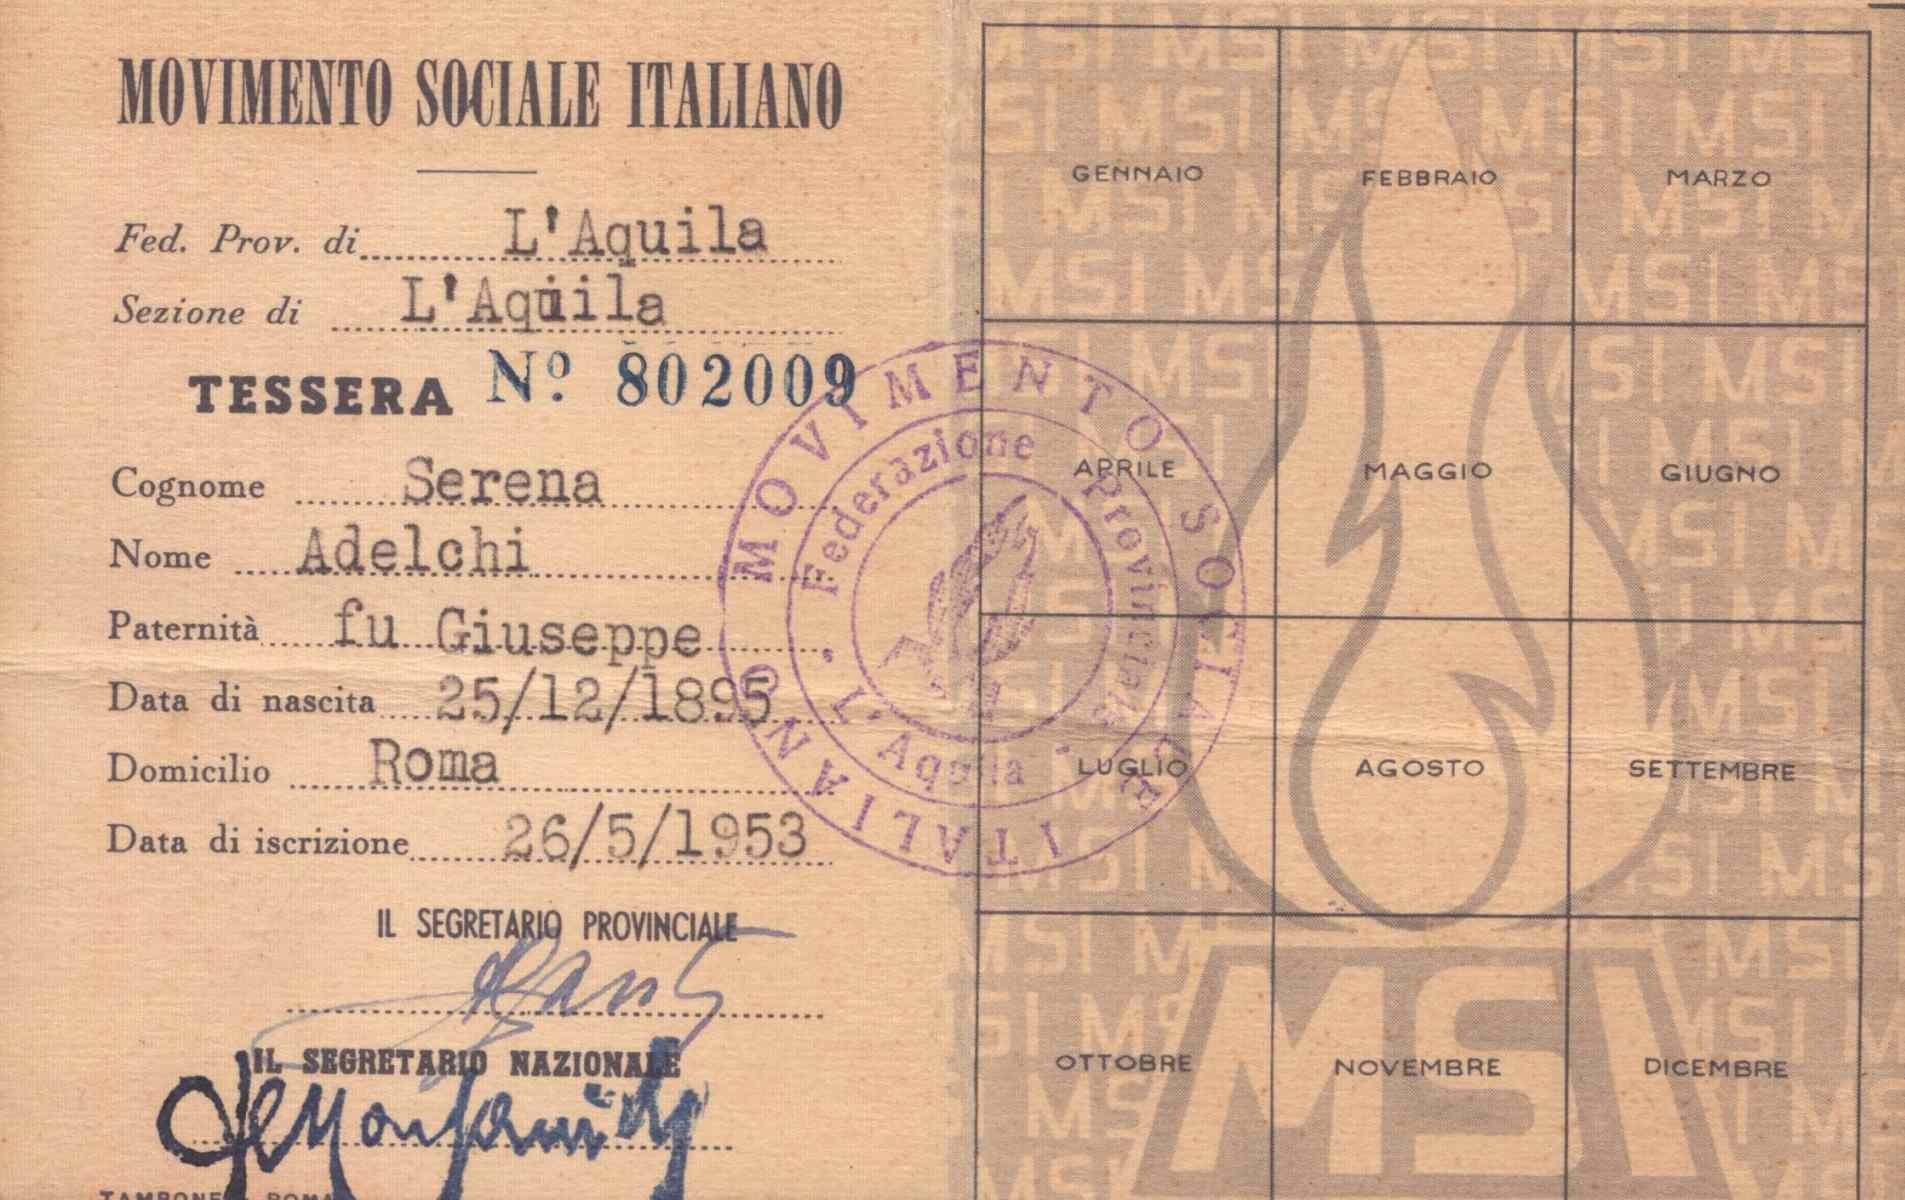 MOVIMENTO SOCIALE ITALIANO
Fed. Prov. di L'Aquila
Sezione di L'Aquila
TESSERA Nº 802009
Cognome Serena
Nome Adelchi
Paternità fu Giuseppe
Data di nascita 25/12/1895
Domicilio Roma
Data di iscrizione 26/5/1953
IL SEGRETARIO PROVINCIALE
IL SEGRETARIO NAZIONALE
TAMBONE - ROMA
MOVIMENTO SOCIALE ITALIANO
Federazione Provinciale
L'Aquila
GENNAIO FEBBRAIO MARZO
APRILE MAGGIO GIUGNO
LUGLIO AGOSTO SETTEMBRE
OTTOBRE NOVEMBRE DICEMBRE
MSI